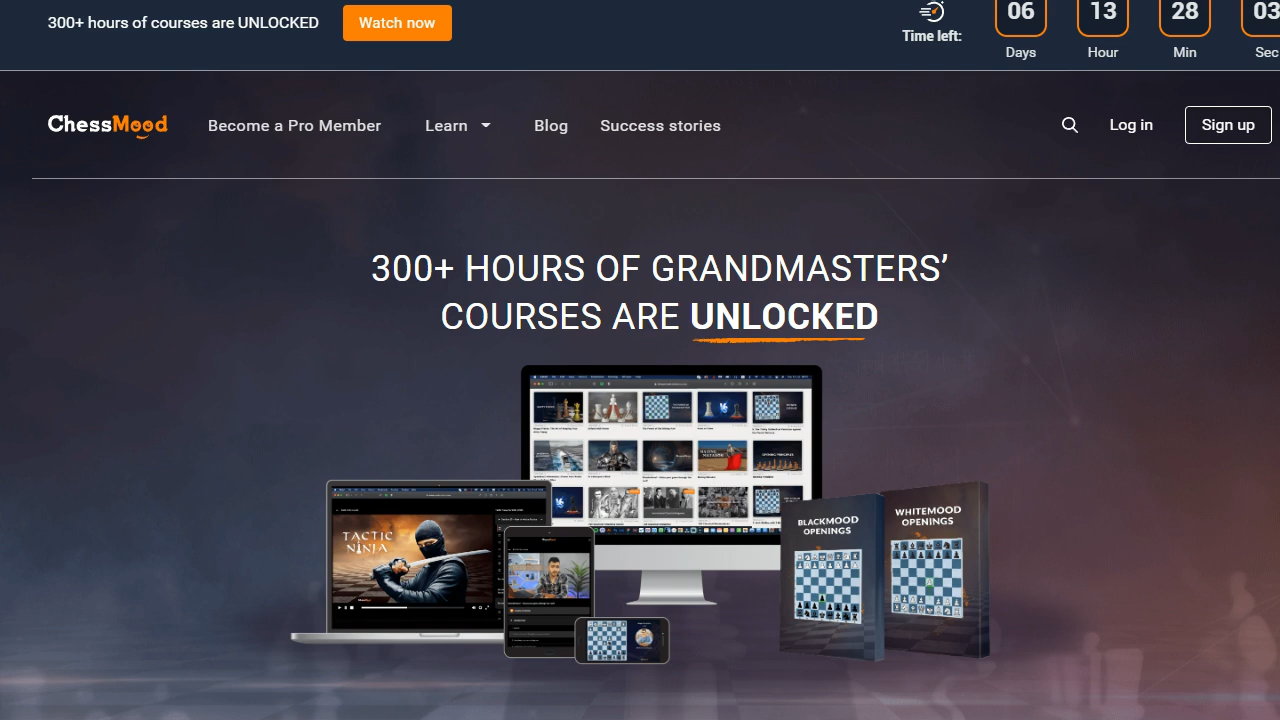 300+ hours of courses are UNLOCKED
Watch now
Time left:
06
Days
13
Hour
28
Min
03
Sec
ChessMood
Become a Pro Member
Learn
Blog
Success stories
Log in
Sign up
300+ HOURS OF GRANDMASTERS’
COURSES ARE UNLOCKED
TACTIC
NINJA
BLACKMOOD
OPENINGS
WHITEMOOD
OPENINGS